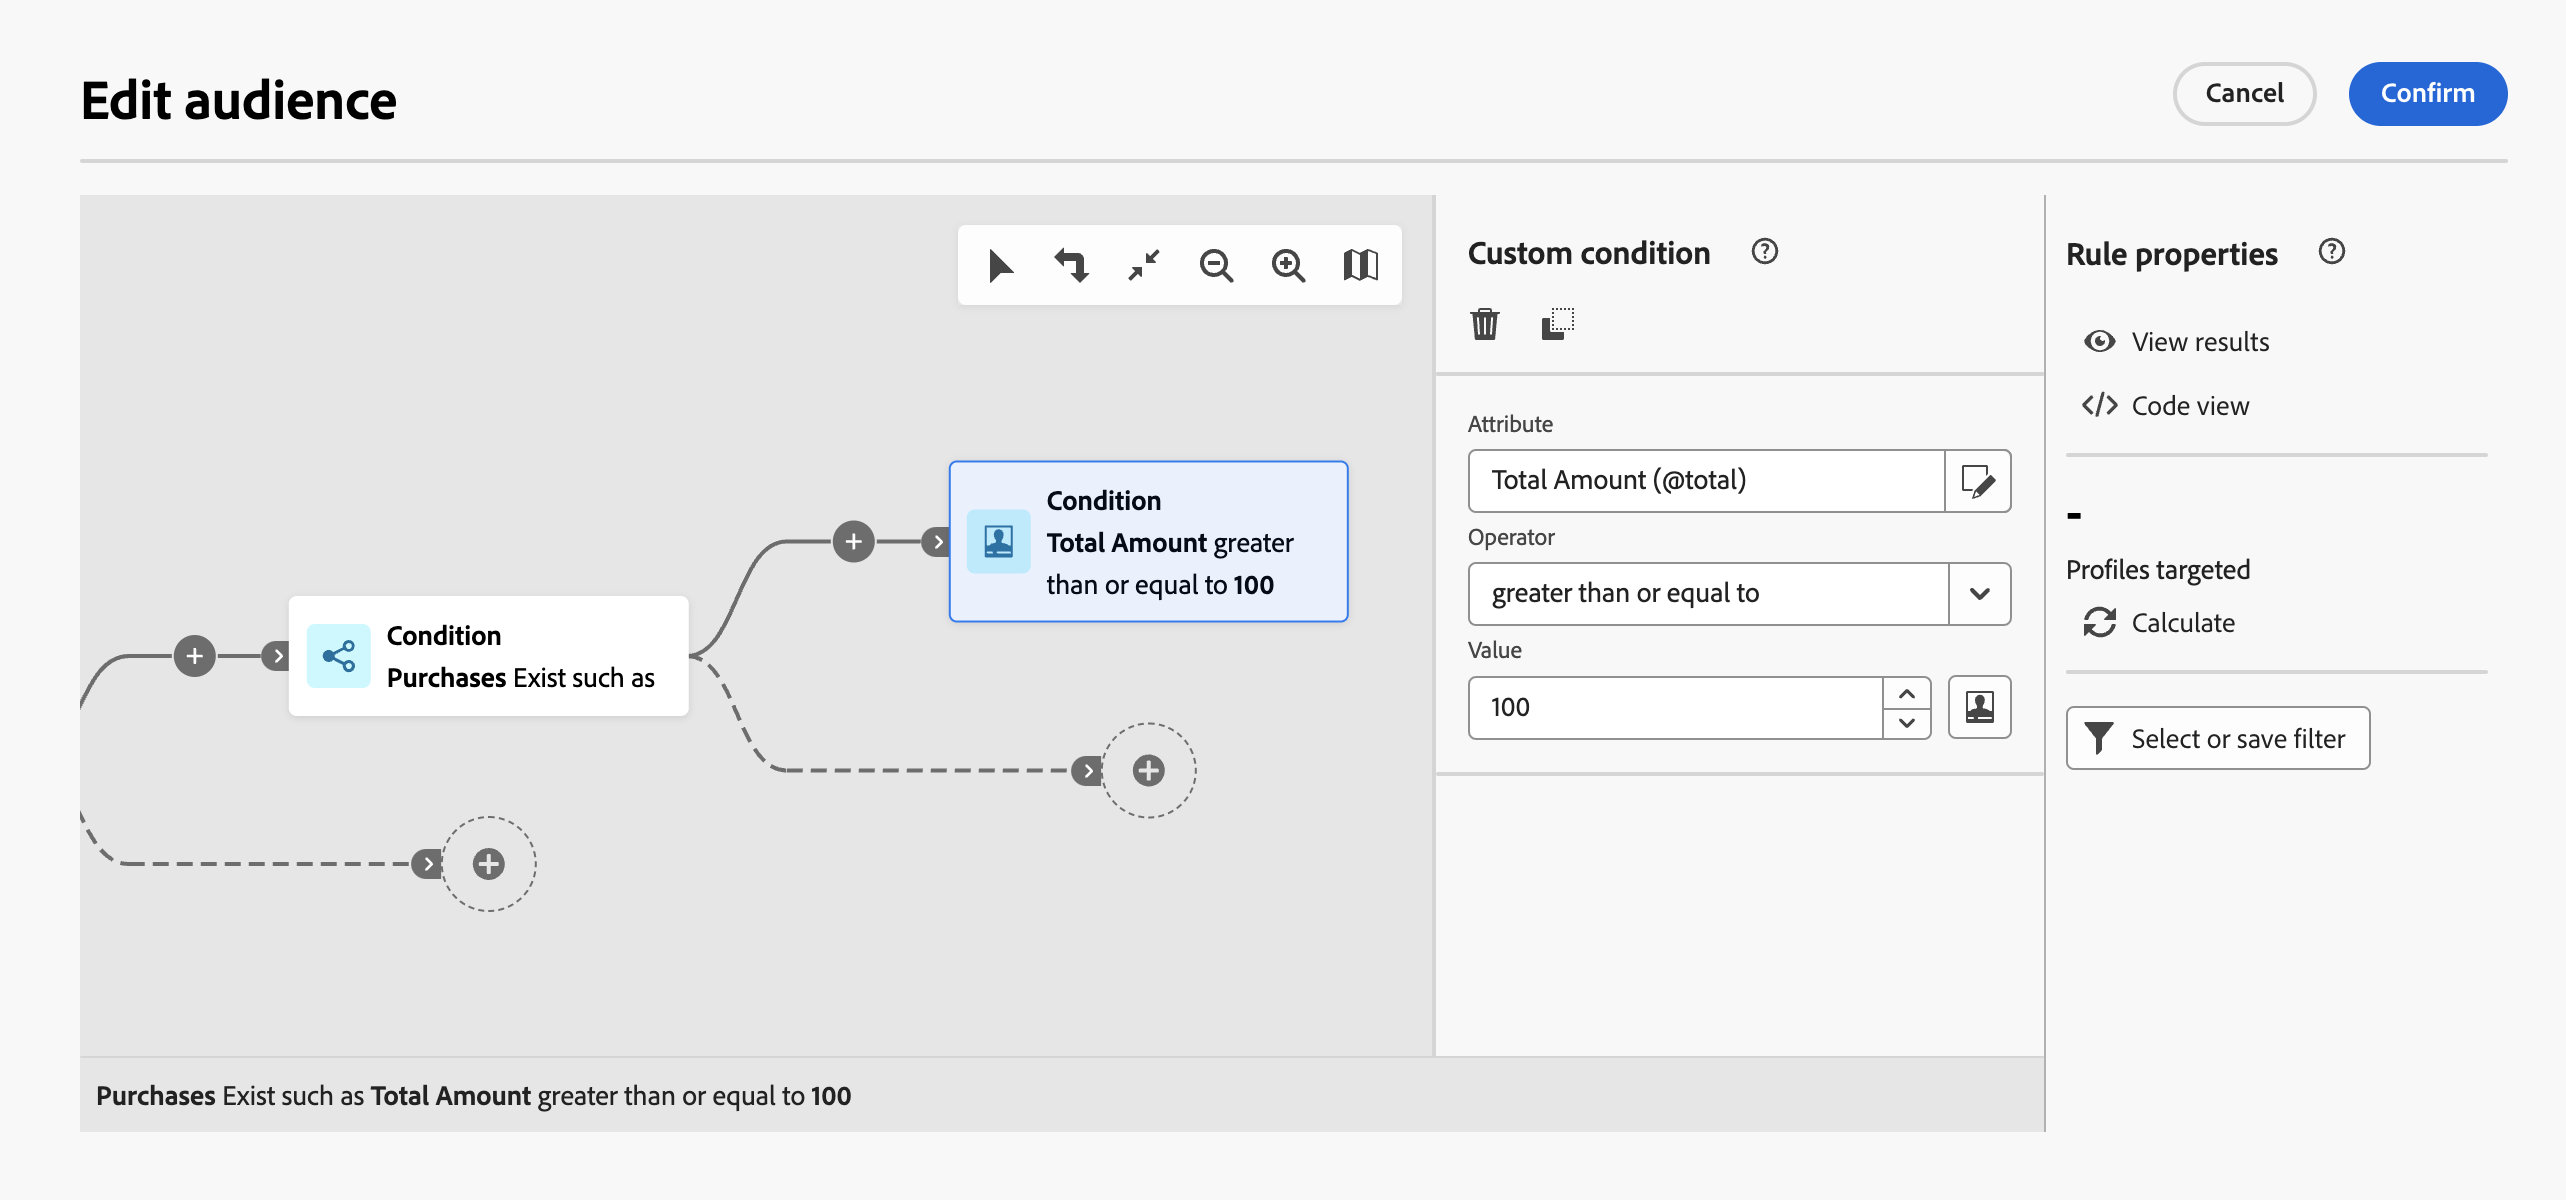 Edit audience
Cancel
Confirm
Condition
Purchases Exist such as
Condition
Total Amount greater
than or equal to 100
Purchases Exist such as Total Amount greater than or equal to 100
Custom condition
Attribute
Total Amount (@total)
Operator
greater than or equal to
Value
100
Rule properties
View results
Code view
-
Profiles targeted
Calculate
Select or save filter